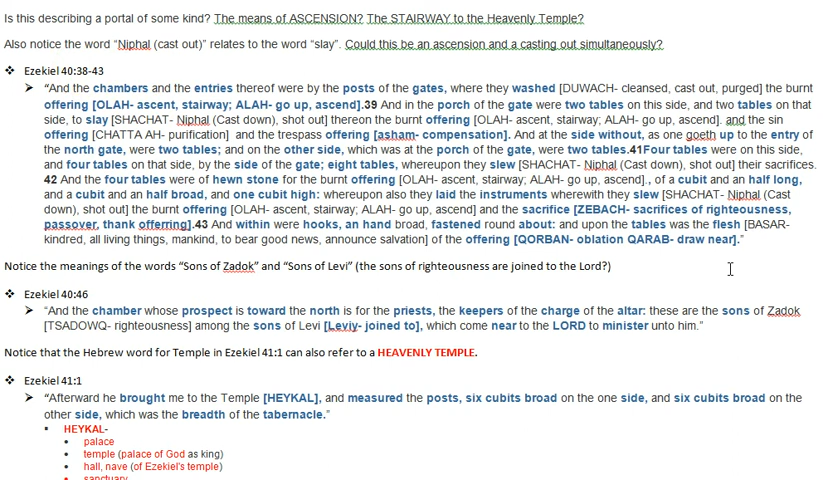 Is this describing a portal of some kind? The means of ASCENSION? The STAIRWAY to the Heavenly Temple?
Also notice the word “Niphal (cast out)” relates to the word “slay”. Could this be an ascension and a casting out simultaneously?
❖ Ezekiel 40:38-43
➤ “And the chambers and the entries thereof were by the posts of the gates, where they washed [DUWACH- cleansed, cast out, purged] the burnt
offering [OLAH- ascent, stairway; ALAH- go up, ascend].39 And in the porch of the gate were two tables on this side, and two tables on that
side, to slay [SHACHAT- Niphal (Cast down), shot out] thereon the burnt offering [OLAH- ascent, stairway; ALAH- go up, ascend]. and the sin
offering [CHATTA AH- purification] and the trespass offering [asham- compensation]. And at the side without, as one goeth up to the entry of
the north gate, were two tables; and on the other side, which was at the porch of the gate, were two tables.41Four tables were on this side,
and four tables on that side, by the side of the gate; eight tables, whereupon they slew [SHACHAT- Niphal (Cast down), shot out] their sacrifices.
42 And the four tables were of hewn stone for the burnt offering [OLAH- ascent, stairway; ALAH- go up, ascend]., of a cubit and an half long,
and a cubit and an half broad, and one cubit high: whereupon also they laid the instruments wherewith they slew [SHACHAT- Niphal (Cast
down), shot out] the burnt offering [OLAH- ascent, stairway; ALAH- go up, ascend] and the sacrifice [ZEBACH- sacrifices of righteousness,
passover, thank offerring].43 And within were hooks, an hand broad, fastened round about: and upon the tables was the flesh [BASAR-
kindred, all living things, mankind, to bear good news, announce salvation] of the offering [QORBAN- oblation QARAB- draw near].”
Notice the meanings of the words “Sons of Zadok” and “Sons of Levi” (the sons of righteousness are joined to the Lord?)
❖ Ezekiel 40:46
➤ “And the chamber whose prospect is toward the north is for the priests, the keepers of the charge of the altar: these are the sons of Zadok
[TSADOWQ- righteousness] among the sons of Levi [Leviy- joined to], which come near to the LORD to minister unto him.”
Notice that the Hebrew word for Temple in Ezekiel 41:1 can also refer to a HEAVENLY TEMPLE.
❖ Ezekiel 41:1
➤ “Afterward he brought me to the Temple [HEYKAL], and measured the posts, six cubits broad on the one side, and six cubits broad on the
other side, which was the breadth of the tabernacle.”
▪ HEYKAL-
• palace
• temple (palace of God as king)
• hall, nave (of Ezekiel's temple)
• sanctuary